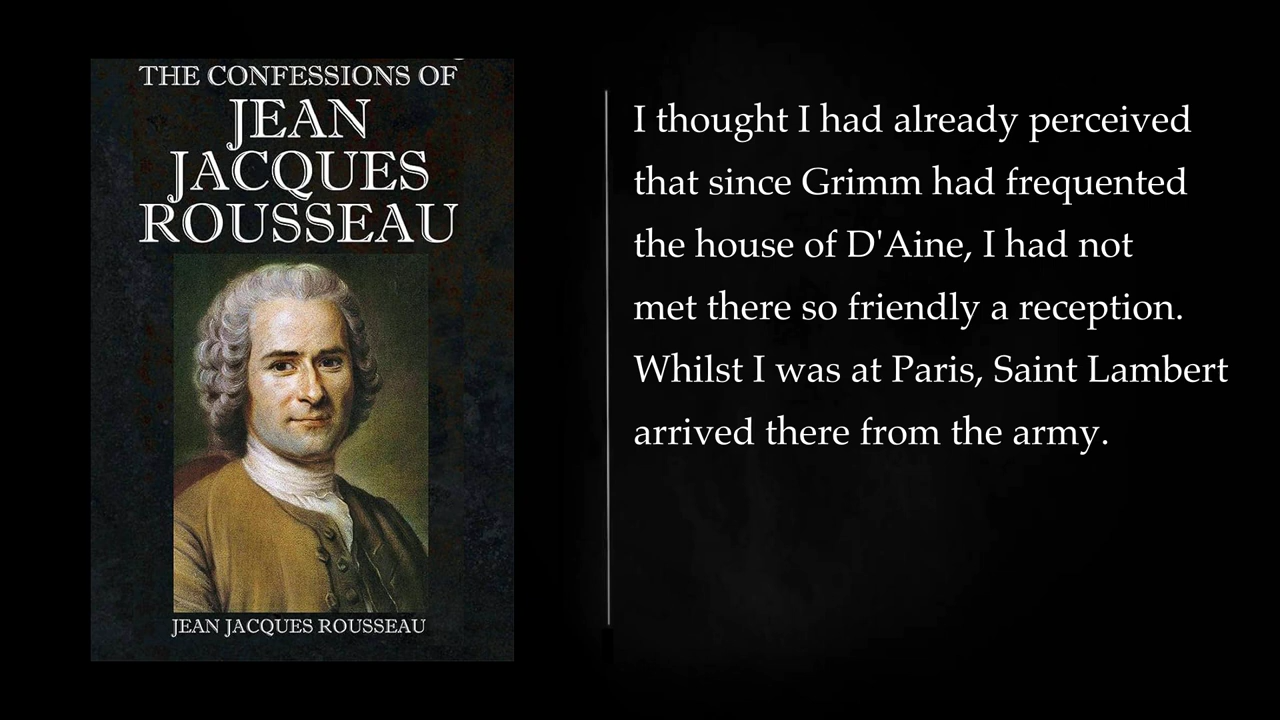 THE CONFESSIONS OF
JEAN
JACQUES
ROUSSEAU
JEAN JACQUES ROUSSEAU
I thought I had already perceived
that since Grimm had frequented
the house of D'Aine, I had not
met there so friendly a reception.
Whilst I was at Paris, Saint Lambert
arrived there from the army.